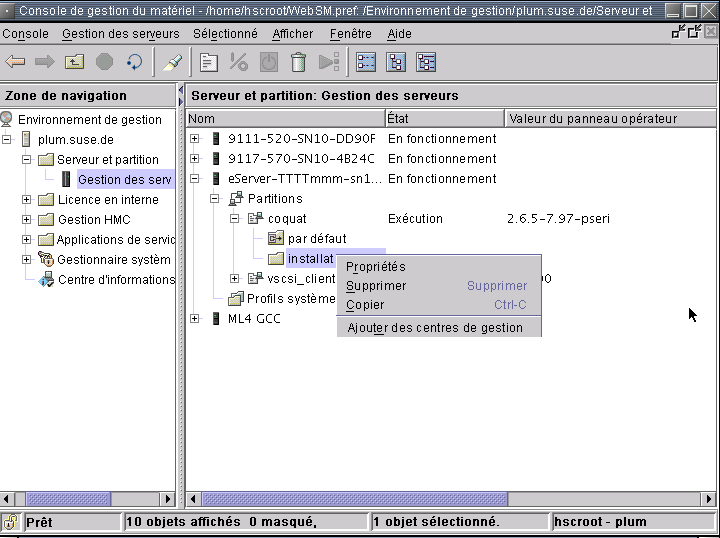 Console de gestion du matériel - /home/hscroot/WebSM.pref: /Environnement de gestion/plum.suse.de/Serveur et
Console Gestion des serveurs Sélectionné Afficher Fenêtre Aide
Zone de navigation
Environnement de gestion
plum.suse.de
Serveur et partition
Gestion des serv
Licence en interne
Gestion HMC
Applications de servic
Gestionnaire systèm
Centre d'informations
Serveur et partition: Gestion des serveurs
Nom État Valeur du panneau opérateur
9111-520-SN10-DD90F En fonctionnement
9117-570-SN10-4B24C En fonctionnement
eServer-TTTTmmm-sn1... En fonctionnement
Partitions
coquat Exécution 2.6.5-7.97-pseri
par défaut
installat
vscsi_client 00
Profils système
ML4 GCC
Propriétés
Supprimer Supprimer
Copier Ctrl-C
Ajouter des centres de gestion
Prêt 10 objets affichés 0 masqué, 1 objet sélectionné. hscroot - plum